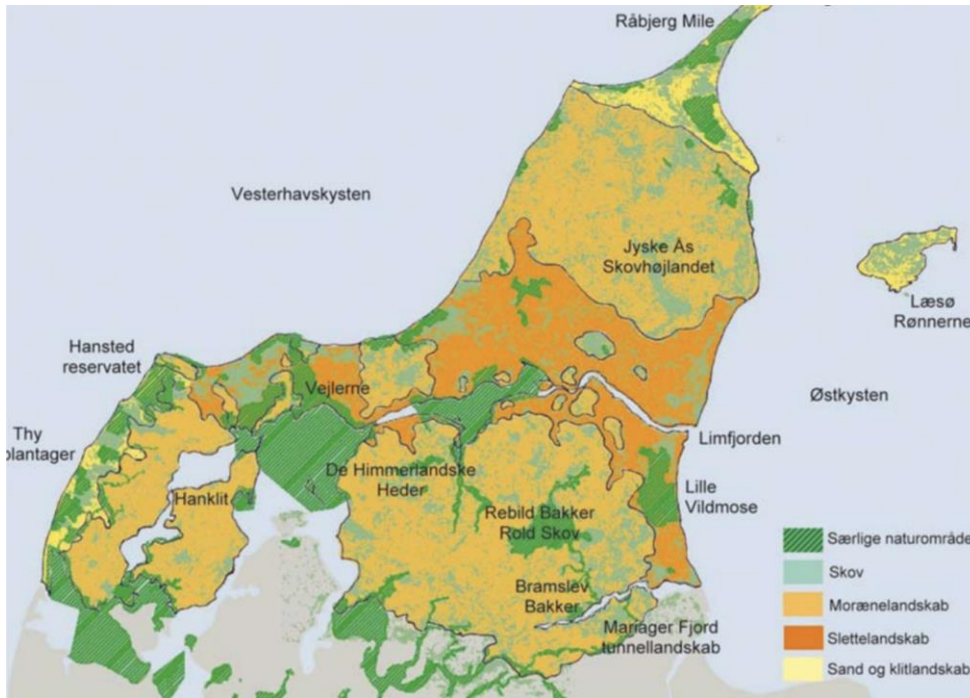 Råbjerg Mile
Vesterhavskysten
Jyske Ås
Skovhøjlandet
Læsø
Rønnerne
Hansted
reservatet
Vejlerne
Østkysten
Thy
plantager
Limfjorden
De Himmerlandske
Heder
Hanklit
Lille
Vildmose
Rebild Bakker
Rold Skov
Bramslev
Bakker
Mariager Fjord
tunnellandskab
Særlige naturområde
Skov
Morænelandskab
Slettelandskab
Sand og klitlandskab